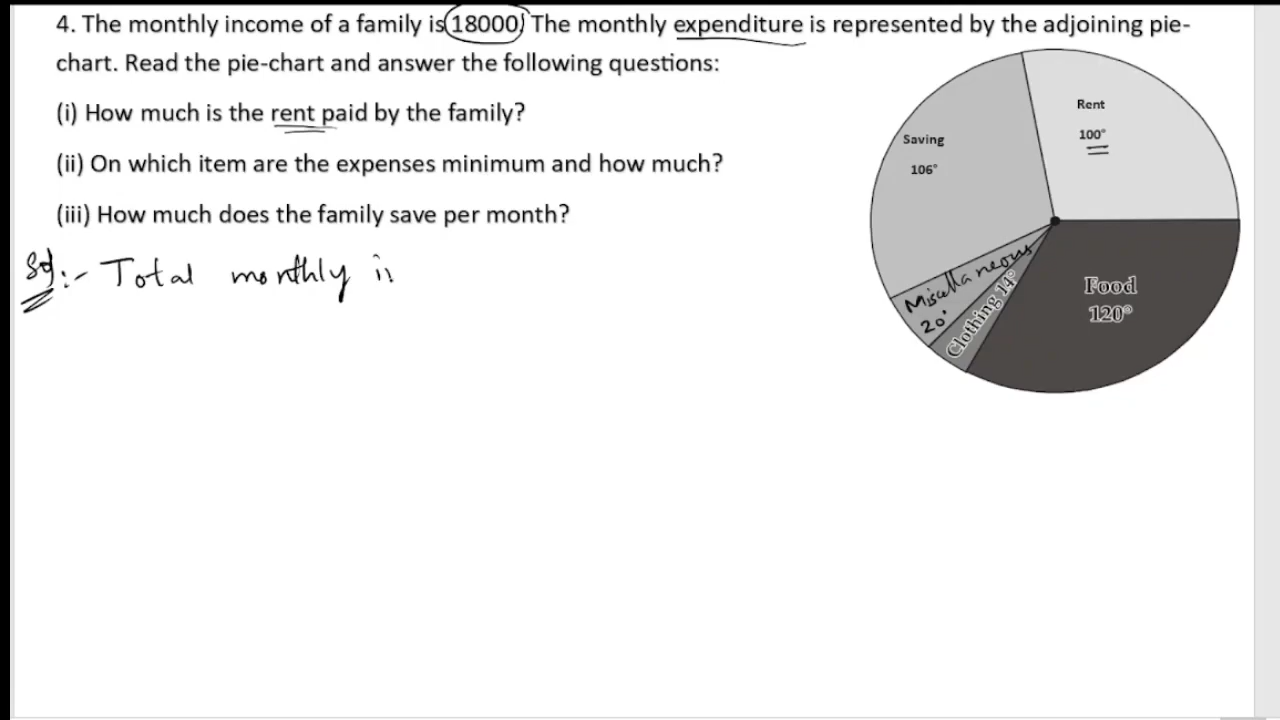 4. The monthly income of a family is 18000. The monthly expenditure is represented by the adjoining pie-
chart. Read the pie-chart and answer the following questions:
(i) How much is the rent paid by the family?
(ii) On which item are the expenses minimum and how much?
(iii) How much does the family save per month?
Sol:- Total monthly i
Rent
100°
Saving
106°
Miscellaneous
20°
Clothing 14°
Food
120°